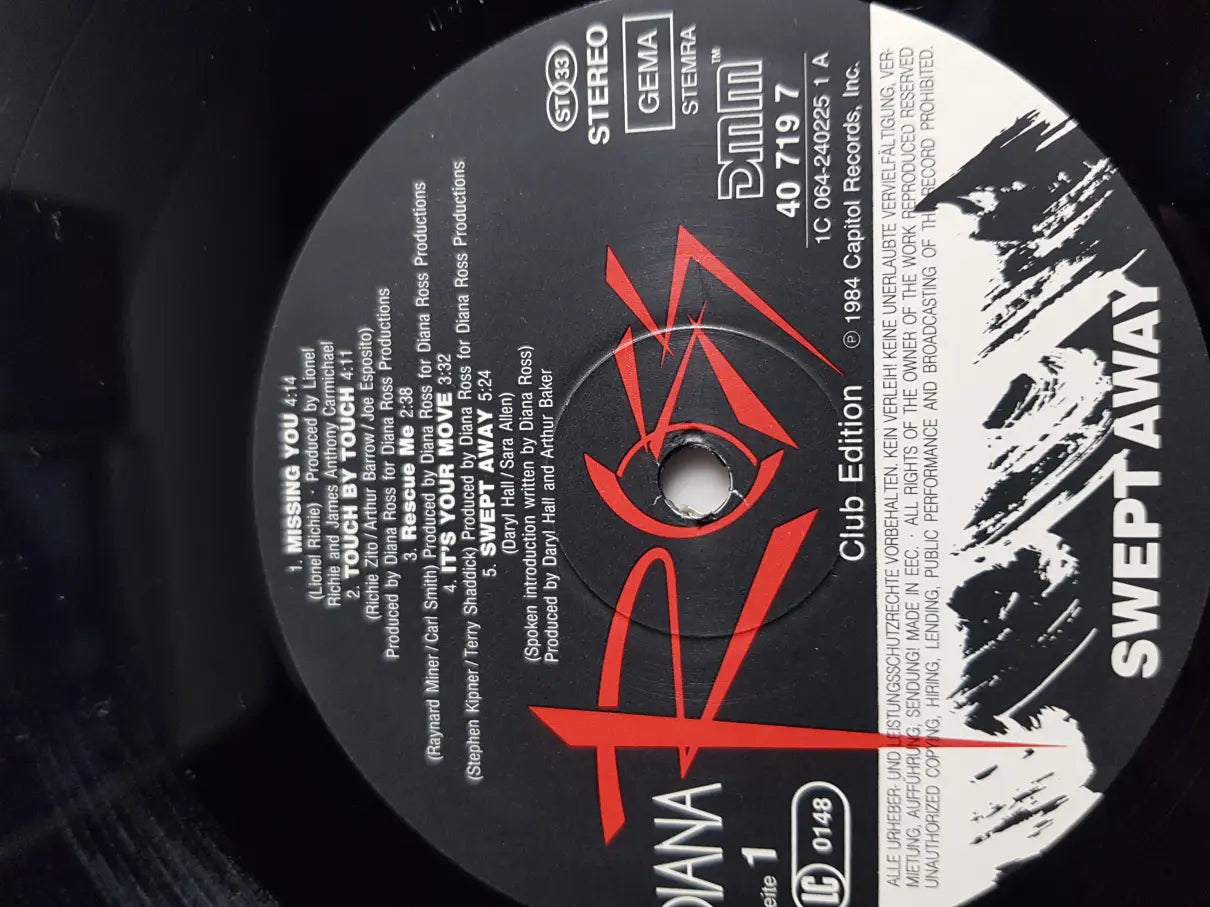 1. MISSING YOU 4:14
(Lionel Richie) · Produced by Lionel
Richie and James Anthony Carmichael
2. TOUCH BY TOUCH 4:11
(Richie Zito/Arthur Barrow/Joe Esposito)
Produced by Diana Ross for Diana Ross Productions
3. Rescue Me 2:38
(Raynard Miner/Carl Smith) Produced by Diana Ross for Diana Ross Productions
4. IT'S YOUR MOVE 3:32
(Stephen Kipner/Terry Shaddick) Produced by Diana Ross for Diana Ross Productions
5. SWEPT AWAY 5:24
(Daryl Hall/Sara Allen)
(Spoken introduction written by Diana Ross)
Produced by Daryl Hall and Arthur Baker
ST 33
STEREO
GEMA
STEMRA
DMM™
40 719 7
1C 064-240225 1 A
℗ 1984 Capitol Records, Inc.
DIANA
ROSS
eite 1
LC 0148
Club Edition
ALLE URHEBER- UND LEISTUNGSSCHUTZRECHTE VORBEHALTEN. KEIN VERLEIH! KEINE UNERLAUBTE VERVIELFÄLTIGUNG, VER-
MIETUNG, AUFFÜHRUNG, SENDUNG! MADE IN EEC. · ALL RIGHTS OF THE OWNER OF THE WORK REPRODUCED RESERVED
UNAUTHORIZED COPYING, HIRING, LENDING, PUBLIC PERFORMANCE AND BROADCASTING OF THE RECORD PROHIBITED.
SWEPT AWAY